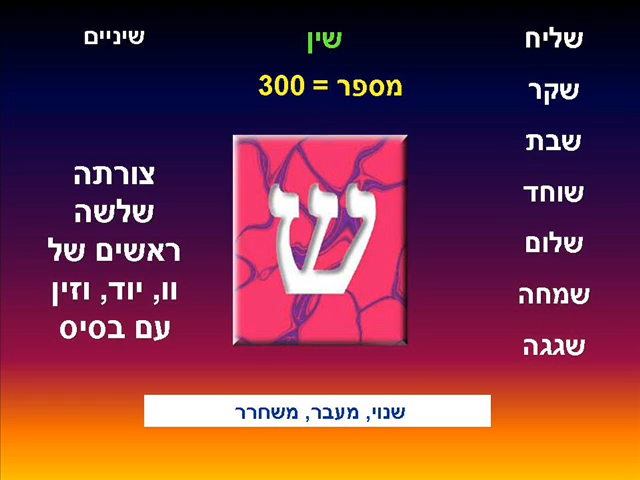 שליח
שקר
שבת
שוחד
שלום
שמחה
שגגה
שין
מספר = 300
ש
שיניים
צורתה
שלשה
ראשים של
וו, יוד, וזין
עם בסיס
שנוי, מעבר, משחרר